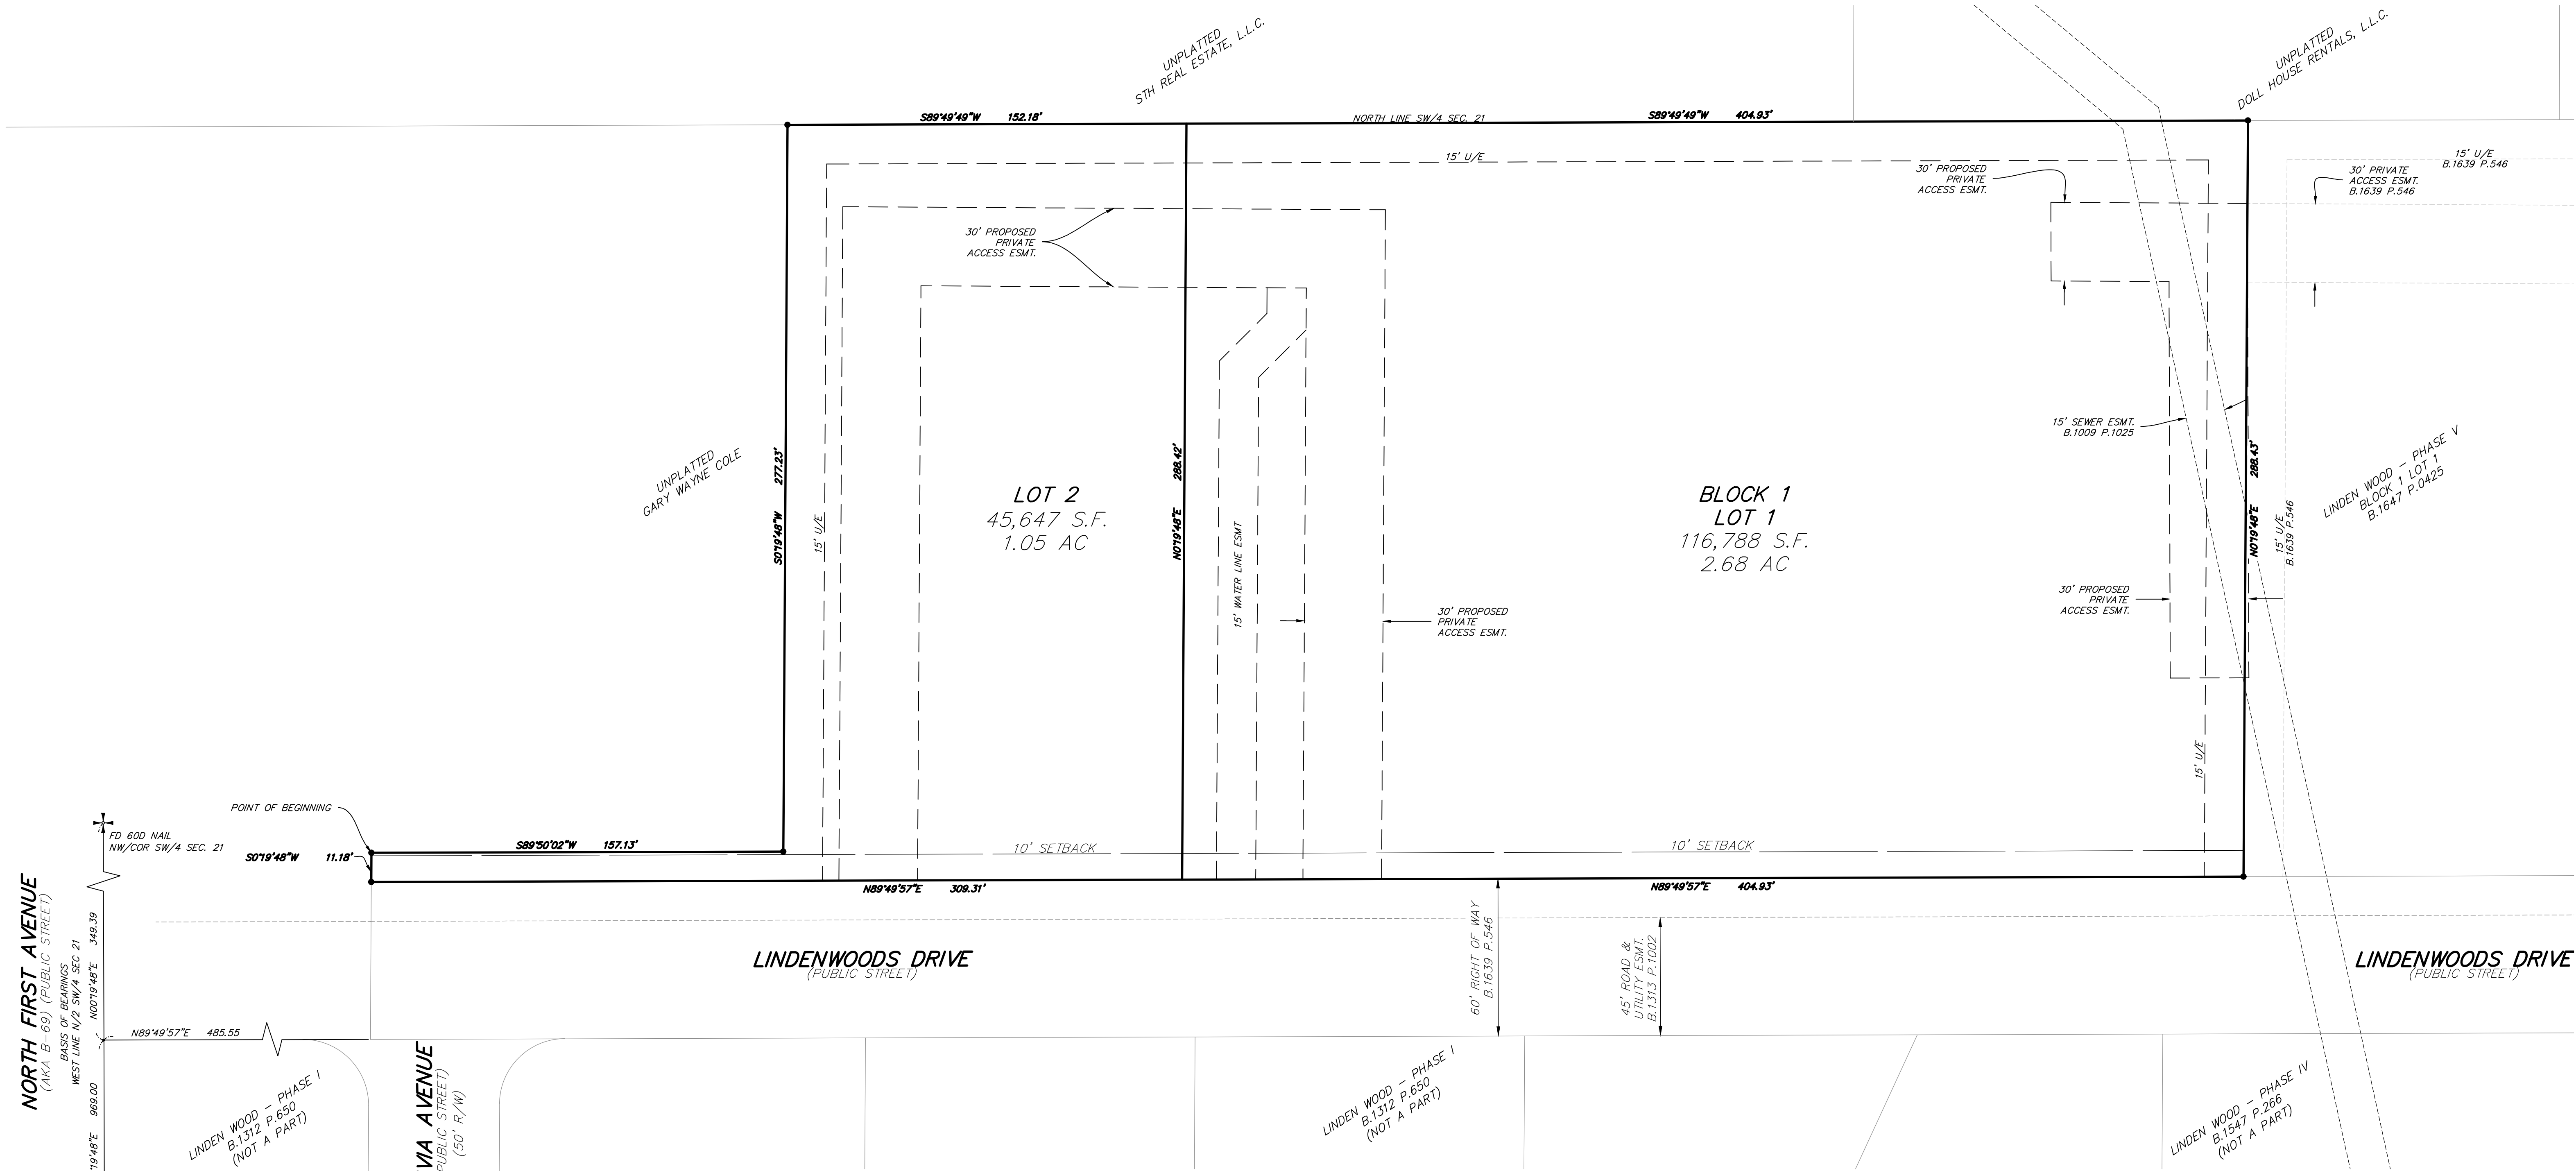 UNPLATTED
STH REAL ESTATE, L.L.C.
UNPLATTED
DOLL HOUSE RENTALS, L.L.C.
S89°49'49"W 152.18'
NORTH LINE SW/4 SEC. 21
S89°49'49"W 404.93'
15' U/E
15' U/E
B.1639 P.546
30' PROPOSED
PRIVATE
ACCESS ESMT.
30' PRIVATE
ACCESS ESMT.
B.1639 P.546
30' PROPOSED
PRIVATE
ACCESS ESMT.
UNPLATTED
GARY WAYNE COLE
S0°19'48"W 277.23'
15' U/E
LOT 2
45,647 S.F.
1.05 AC
N0°19'48"E 288.42'
15' WATER LINE ESMT
30' PROPOSED
PRIVATE
ACCESS ESMT.
BLOCK 1
LOT 1
116,788 S.F.
2.68 AC
15' SEWER ESMT.
B.1009 P.1025
30' PROPOSED
PRIVATE
ACCESS ESMT.
N0°19'48"E 288.43'
15' U/E
B.1639 P.546
LINDEN WOOD - PHASE V
BLOCK 1 LOT 1
B.1647 P.0425
15' U/E
POINT OF BEGINNING
FD 60D NAIL
NW/COR SW/4 SEC. 21
S0°19'48"W 11.18'
S89°50'02"W 157.13'
10' SETBACK
10' SETBACK
N89°49'57"E 309.31'
N89°49'57"E 404.93'
NORTH FIRST AVENUE
(AKA B-69) (PUBLIC STREET)
BASIS OF BEARINGS
WEST LINE N/2 SW/4 SEC 21
N00°19'48"E 349.39
°19'48"E 969.00
N89°49'57"E 485.55
LINDENWOODS DRIVE
(PUBLIC STREET)
60' RIGHT OF WAY
B.1639 P.546
45' ROAD &
UTILITY ESMT.
B.1313 P.1002
LINDENWOODS DRIVE
(PUBLIC STREET)
LINDEN WOOD - PHASE I
B.1312 P.650
(NOT A PART)
VIA AVENUE
PUBLIC STREET)
(50' R/W)
LINDEN WOOD - PHASE I
B.1312 P.650
(NOT A PART)
LINDEN WOOD - PHASE IV
B.1547 P.266
(NOT A PART)